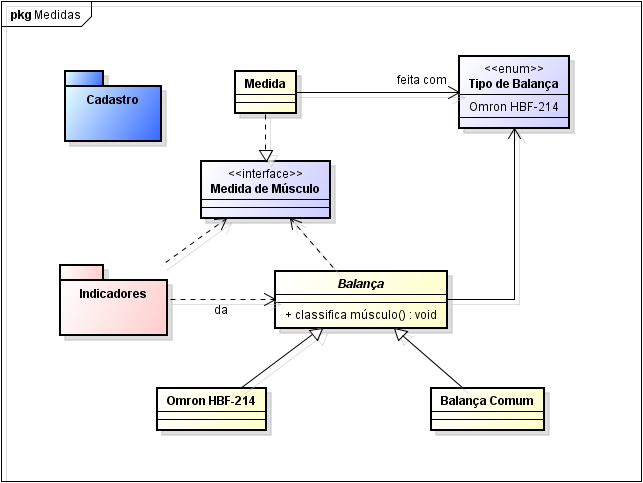 pkg Medidas
Cadastro
Medida
feita com
<<enum>>
Tipo de Balança
Omron HBF-214
<<interface>>
Medida de Músculo
Indicadores
da
Balança
+ classifica músculo() : void
Omron HBF-214
Balança Comum